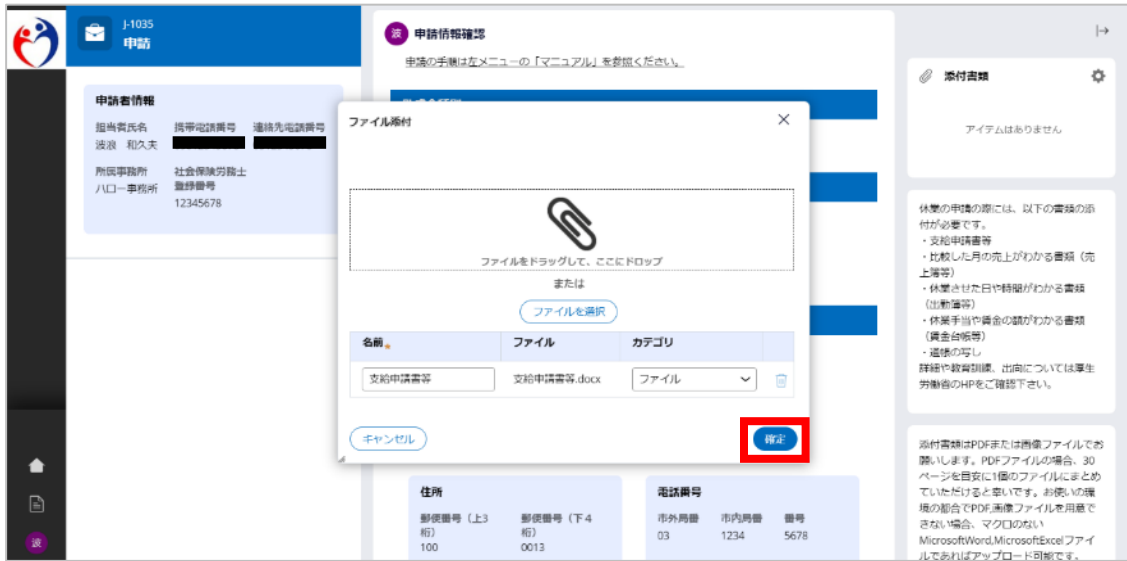 J-1035
申請
申請者情報
担当者氏名 携帯電話番号 連絡先電話番号
波浪 和久夫
所属事務所 社会保険労務士
ハロー事務所 登録番号
12345678
波 申請情報確認
申請の手順は左メニューの「マニュアル」を参照ください。
ファイル添付
ファイルをドラッグして、ここにドロップ
または
ファイルを選択
名前 ファイル カテゴリ
支給申請書等 支給申請書等.docx ファイル
キャンセル 確定
住所
郵便番号（上3 郵便番号（下4
桁） 桁）
100 0013
電話番号
市外局番 市内局番 番号
03 1234 5678
添付書類
アイテムはありません
休業の申請の際には、以下の書類の添
付が必要です。
・支給申請書等
・比較した月の売上がわかる書類（売
上簿等）
・休業させた日や時間がわかる書類
（出勤簿等）
・休業手当や賃金の額がわかる書類
（賃金台帳等）
・通帳の写し
詳細や教育訓練、出向については厚生
労働省のHPをご確認下さい。
添付書類はPDFまたは画像ファイルでお
願いします。PDFファイルの場合、30
ページを目安に1個のファイルにまとめ
ていただけると幸いです。お使いの環
境の都合でPDF,画像ファイルを用意で
きない場合、マクロのない
MicrosoftWord,MicrosoftExcelファイ
ルであればアップロード可能です。
波